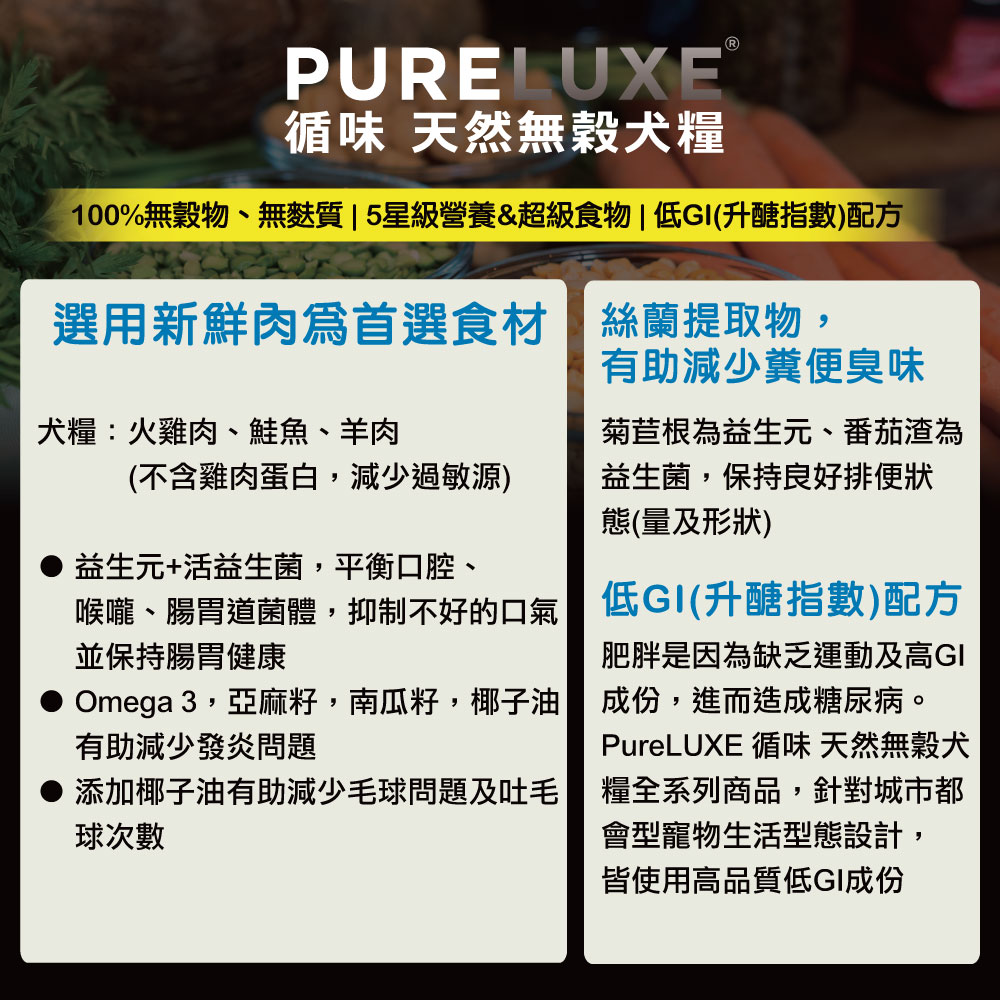 PURELUXE®
循味 天然無穀犬糧
100%無穀物、無麩質 | 5星級營養&超級食物 | 低GI(升醣指數)配方
選用新鮮肉為首選食材
犬糧：火雞肉、鮭魚、羊肉
(不含雞肉蛋白，減少過敏源)
● 益生元+活益生菌，平衡口腔、
喉嚨、腸胃道菌體，抑制不好的口氣
並保持腸胃健康
● Omega 3，亞麻籽，南瓜籽，椰子油
有助減少發炎問題
● 添加椰子油有助減少毛球問題及吐毛
球次數
絲蘭提取物，
有助減少糞便臭味
菊苣根為益生元、番茄渣為
益生菌，保持良好排便狀
態(量及形狀)
低GI(升醣指數)配方
肥胖是因為缺乏運動及高GI
成份，進而造成糖尿病。
PureLUXE 循味 天然無穀犬
糧全系列商品，針對城市都
會型寵物生活型態設計，
皆使用高品質低GI成份